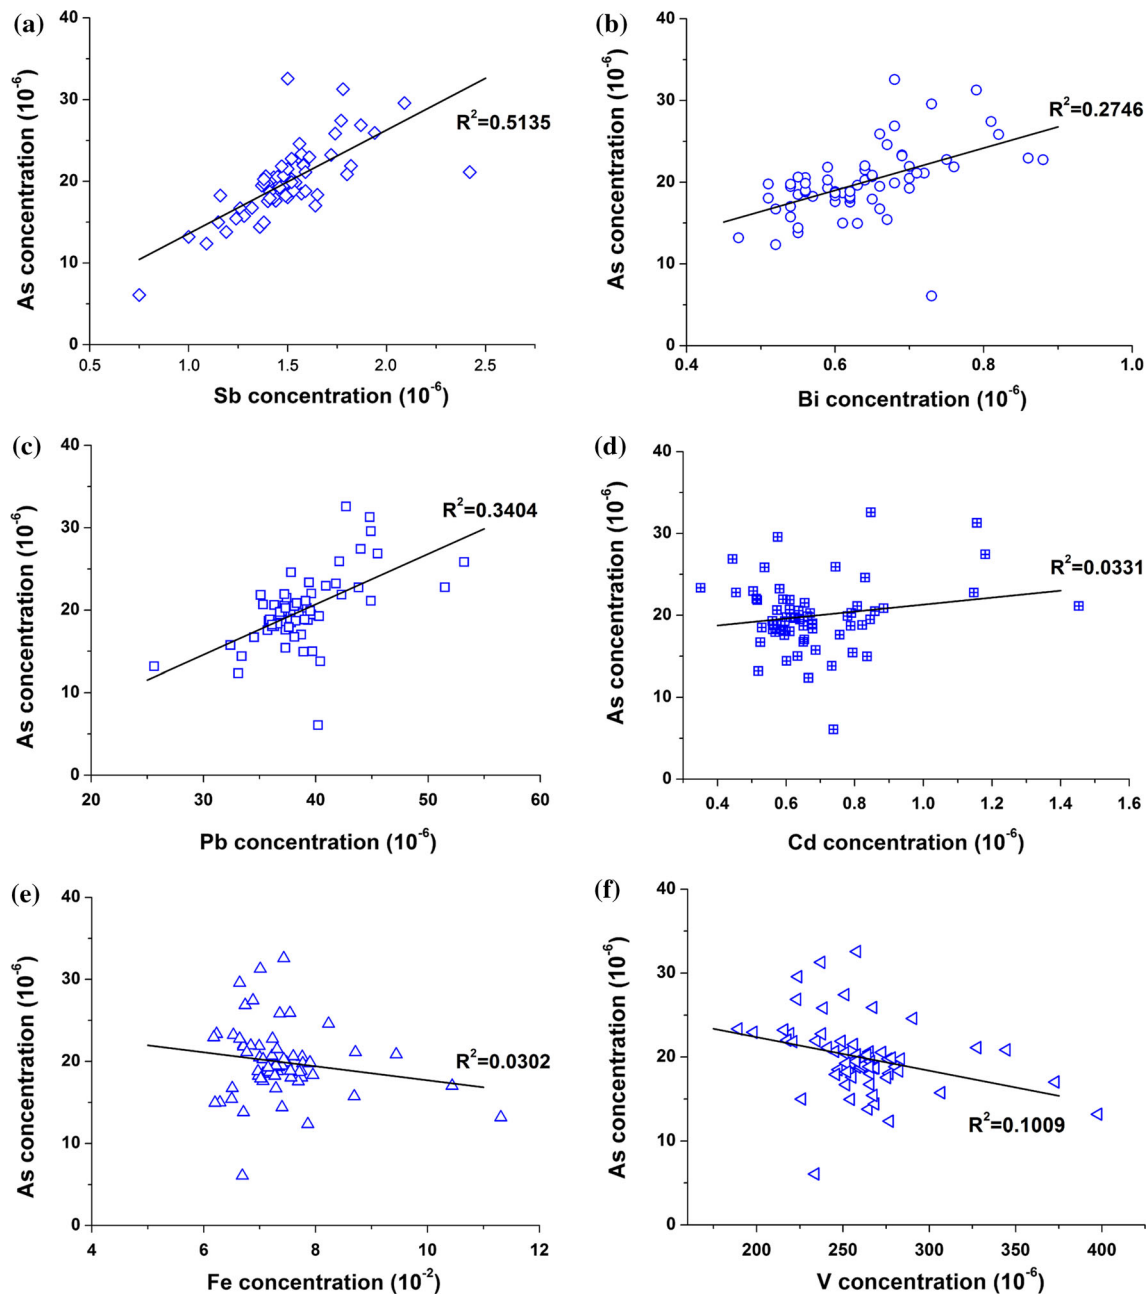 (a)
As concentration (10⁻⁶)
40
30
20
10
0
R²=0.5135
0.5 1.0 1.5 2.0 2.5
Sb concentration (10⁻⁶)
(b)
As concentration (10⁻⁶)
40
30
20
10
0
R²=0.2746
0.4 0.6 0.8 1.0
Bi concentration (10⁻⁶)
(c)
As concentration (10⁻⁶)
40
30
20
10
0
R²=0.3404
20 30 40 50 60
Pb concentration (10⁻⁶)
(d)
As concentration (10⁻⁶)
40
30
20
10
0
R²=0.0331
0.4 0.6 0.8 1.0 1.2 1.4 1.6
Cd concentration (10⁻⁶)
(e)
As concentration (10⁻⁶)
40
30
20
10
0
R²=0.0302
4 6 8 10 12
Fe concentration (10⁻²)
(f)
As concentration (10⁻⁶)
40
30
20
10
0
R²=0.1009
200 250 300 350 400
V concentration (10⁻⁶)